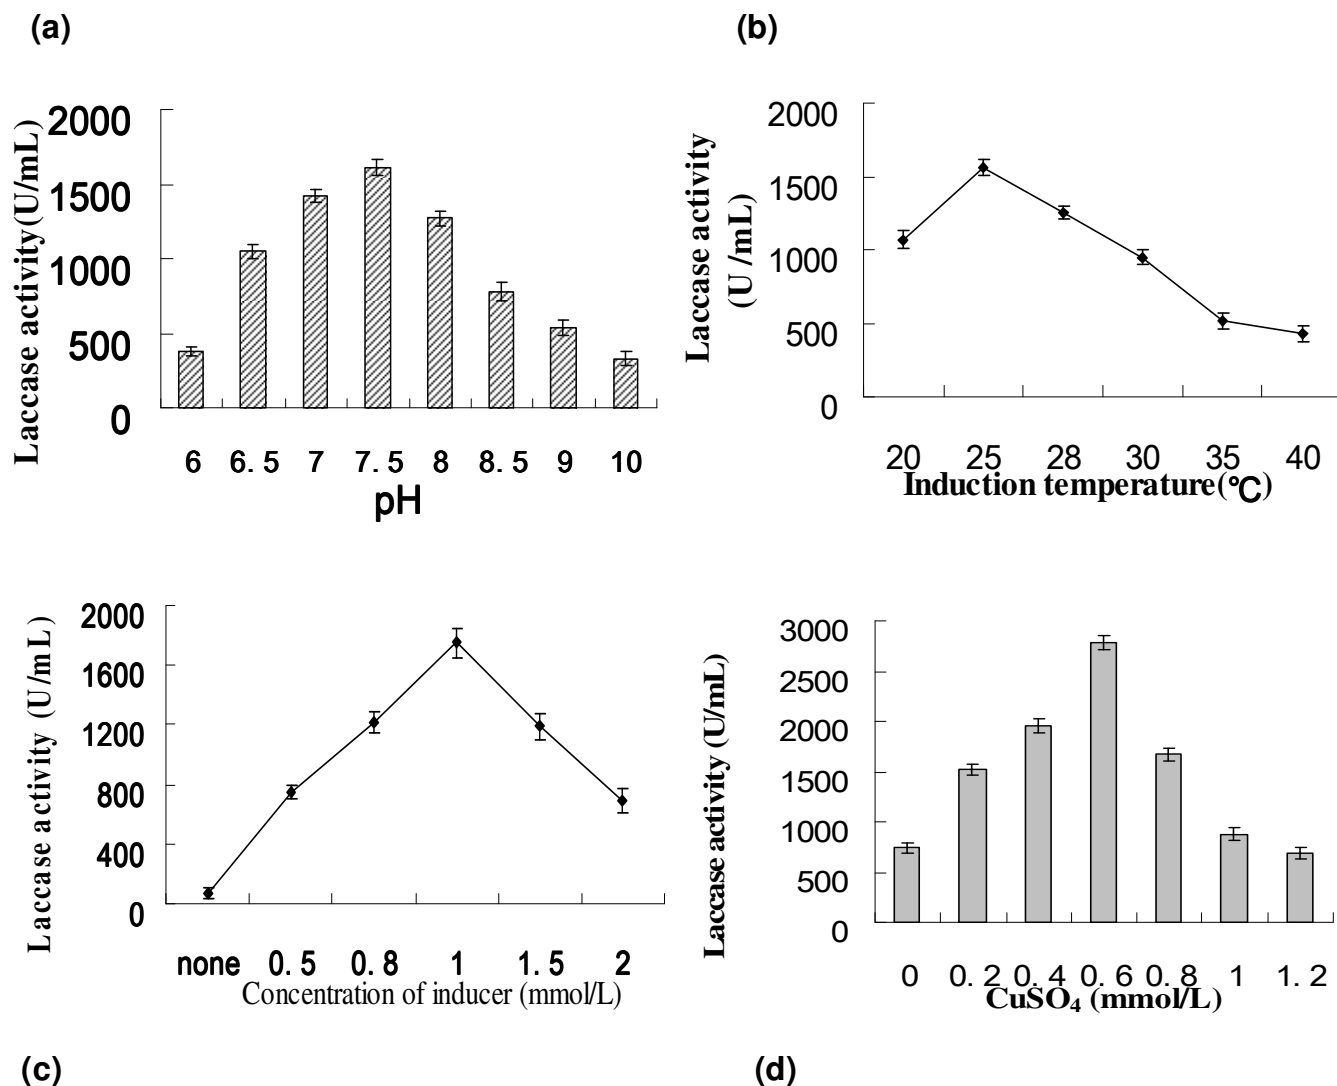 (a)
(b)
Laccase activity(U/mL)
2000
1500
1000
500
0
6 6. 5 7 7. 5 8 8. 5 9 10
pH
Laccase activity
(U /mL)
2000
1500
1000
500
0
20 25 28 30 35 40
Induction temperature(℃)
Laccase activity (U/mL)
2000
1600
1200
800
400
0
none 0. 5 0. 8 1 1. 5 2
Concentration of inducer (mmol/L)
Laccase activity (U/mL)
3000
2500
2000
1500
1000
500
0
0 0. 2 0. 4 0. 6 0. 8 1 1. 2
CuSO₄ (mmol/L)
(c)
(d)